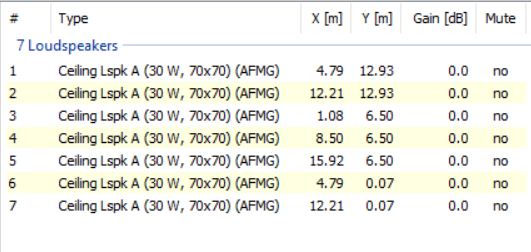 # Type X [m] Y [m] Gain [dB] Mute
7 Loudspeakers
1 Ceiling Lspk A (30 W, 70x70) (AFMG) 4.79 12.93 0.0 no
2 Ceiling Lspk A (30 W, 70x70) (AFMG) 12.21 12.93 0.0 no
3 Ceiling Lspk A (30 W, 70x70) (AFMG) 1.08 6.50 0.0 no
4 Ceiling Lspk A (30 W, 70x70) (AFMG) 8.50 6.50 0.0 no
5 Ceiling Lspk A (30 W, 70x70) (AFMG) 15.92 6.50 0.0 no
6 Ceiling Lspk A (30 W, 70x70) (AFMG) 4.79 0.07 0.0 no
7 Ceiling Lspk A (30 W, 70x70) (AFMG) 12.21 0.07 0.0 no